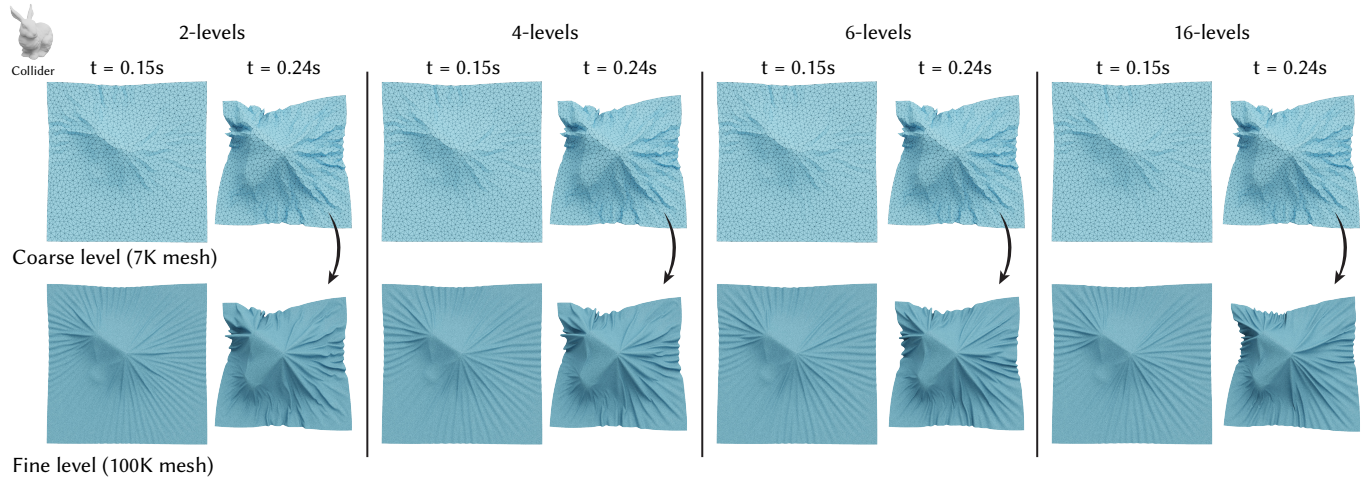 2-levels 4-levels 6-levels 16-levels
Collider
t = 0.15s t = 0.24s t = 0.15s t = 0.24s t = 0.15s t = 0.24s t = 0.15s t = 0.24s
Coarse level (7K mesh)
Fine level (100K mesh)